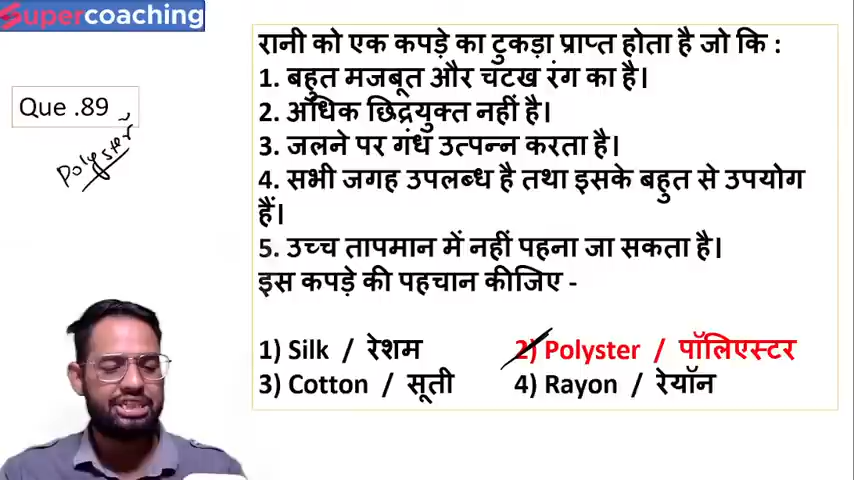 Supercoaching
रानी को एक कपड़े का टुकड़ा प्राप्त होता है जो कि :
1. बहुत मजबूत और चटख रंग का है।
Que .89
2. अधिक छिद्रयुक्त नहीं है।
Polyster
3. जलने पर गंध उत्पन्न करता है।
4. सभी जगह उपलब्ध है तथा इसके बहुत से उपयोग
हैं।
5. उच्च तापमान में नहीं पहना जा सकता है।
इस कपड़े की पहचान कीजिए -
1) Silk / रेशम
2) Polyster / पॉलिएस्टर
3) Cotton / सूती
4) Rayon / रेयॉन